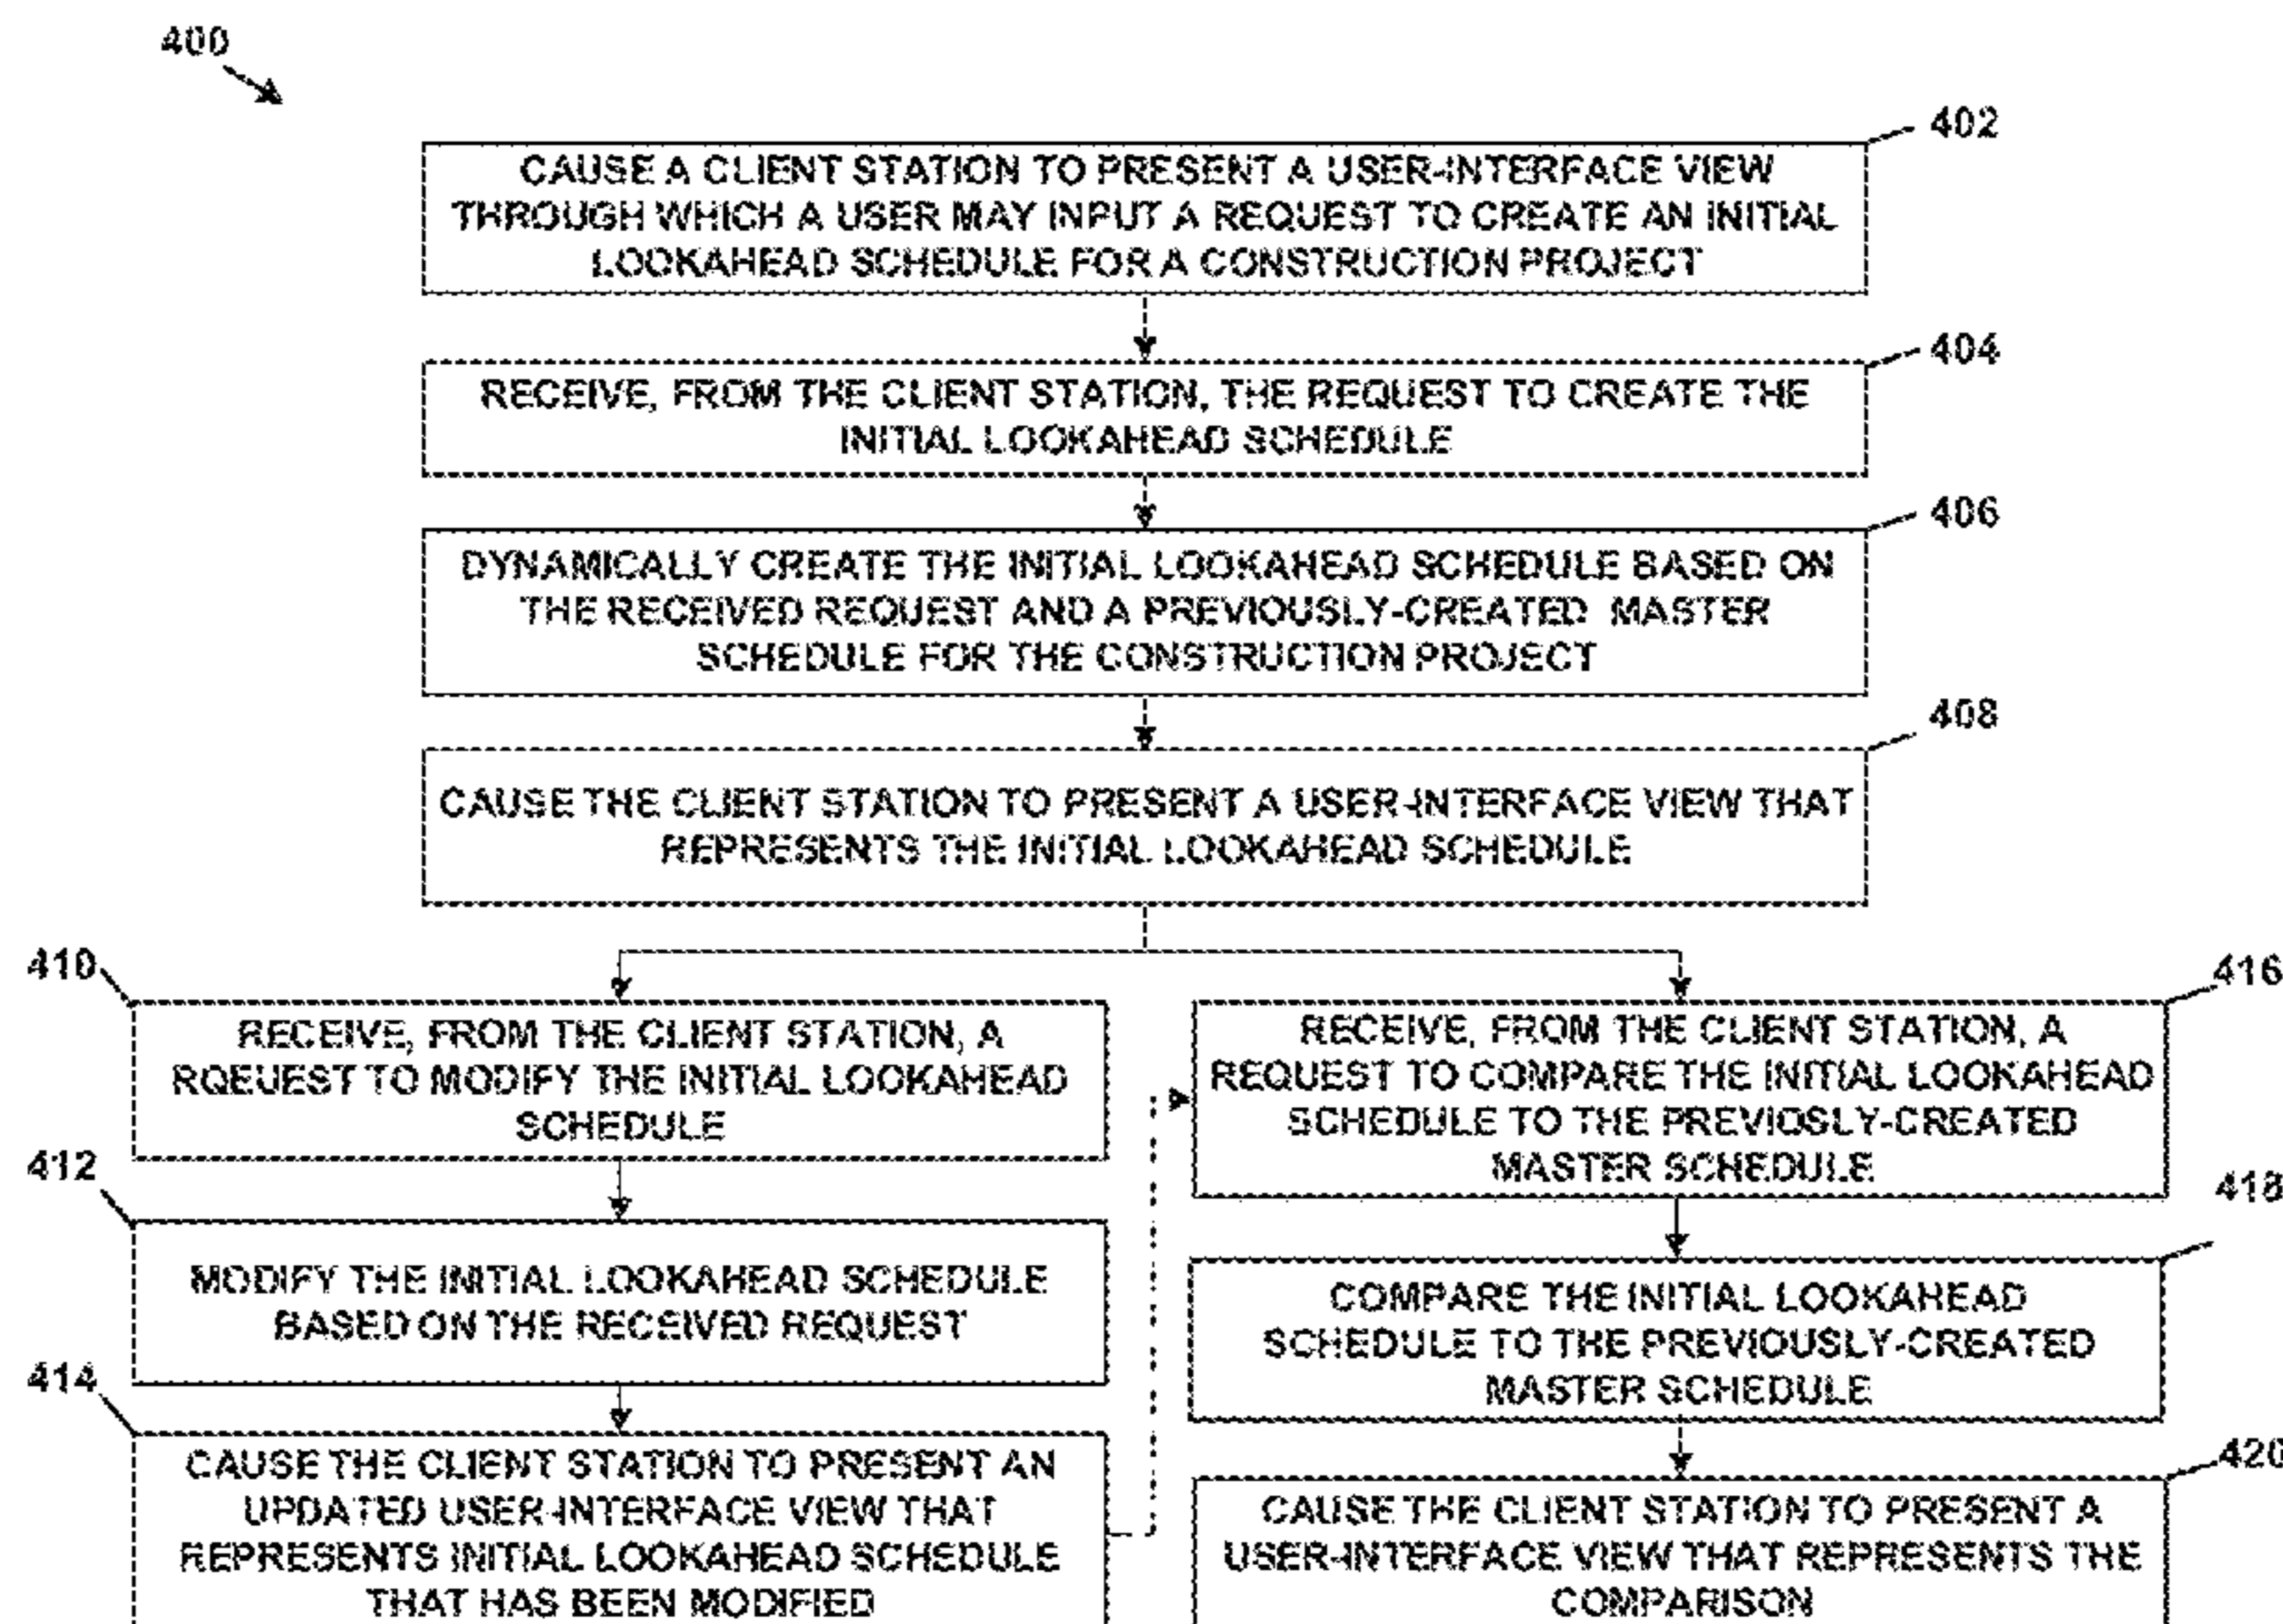 400
402
CAUSE A CLIENT STATION TO PRESENT A USER-INTERFACE VIEW
THROUGH WHICH A USER MAY INPUT A REQUEST TO CREATE AN INITIAL
LOOKAHEAD SCHEDULE FOR A CONSTRUCTION PROJECT
404
RECEIVE, FROM THE CLIENT STATION, THE REQUEST TO CREATE THE
INITIAL LOOKAHEAD SCHEDULE
406
DYNAMICALLY CREATE THE INITIAL LOOKAHEAD SCHEDULE BASED ON
THE RECEIVED REQUEST AND A PREVIOUSLY-CREATED MASTER
SCHEDULE FOR THE CONSTRUCTION PROJECT
408
CAUSE THE CLIENT STATION TO PRESENT A USER-INTERFACE VIEW THAT
REPRESENTS THE INITIAL LOOKAHEAD SCHEDULE
410
RECEIVE, FROM THE CLIENT STATION, A
RQEUEST TO MODIFY THE INITIAL LOOKAHEAD
SCHEDULE
412
MODIFY THE INITIAL LOOKAHEAD SCHEDULE
BASED ON THE RECEIVED REQUEST
414
CAUSE THE CLIENT STATION TO PRESENT AN
UPDATED USER-INTERFACE VIEW THAT
REPRESENTS INITIAL LOOKAHEAD SCHEDULE
THAT HAS BEEN MODIFIED
416
RECEIVE, FROM THE CLIENT STATION, A
REQUEST TO COMPARE THE INITIAL LOOKAHEAD
SCHEDULE TO THE PREVIOSLY-CREATED
MASTER SCHEDULE
418
COMPARE THE INITIAL LOOKAHEAD
SCHEDULE TO THE PREVIOUSLY-CREATED
MASTER SCHEDULE
420
CAUSE THE CLIENT STATION TO PRESENT A
USER-INTERFACE VIEW THAT REPRESENTS THE
COMPARISON